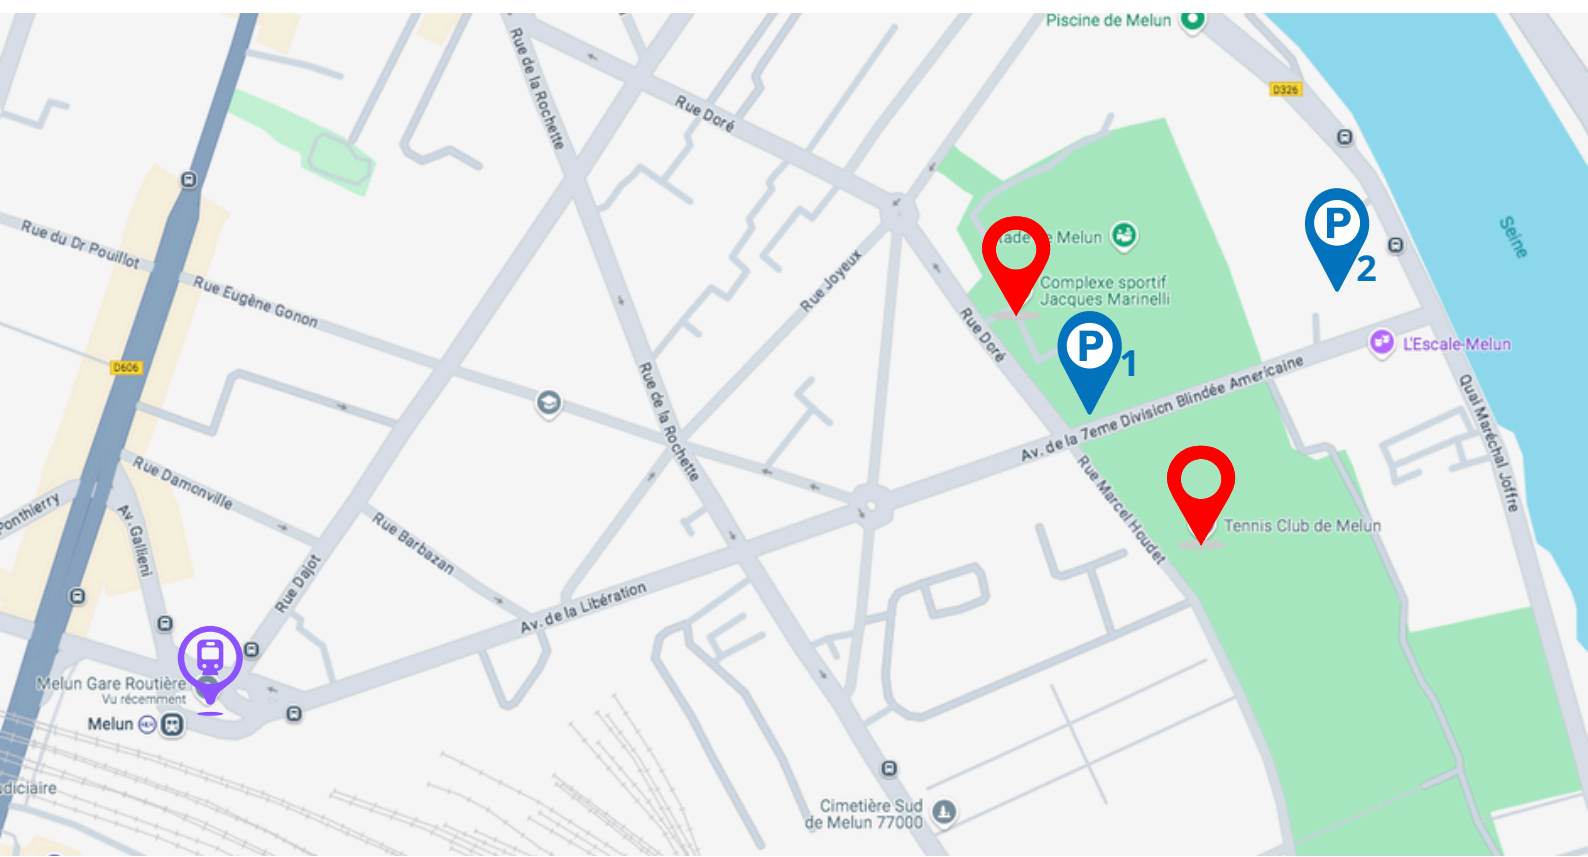 Piscine de Melun
D326
Rue de la Rochette
Rue Doré
P
2
Seine
de Melun
Rue du Dr Pouillot
Rue Eugène Gonon
Rue Joyeux
Complexe sportif
Jacques Marinelli
Rue Doré
P
1
L'Escale-Melun
D606
Rue de la Rochette
Av. de la 7eme Division Blindée Americaine
Quai Maréchal Joffre
Rue Damonville
Ponthierry
Av. Gallieni
Rue Barbazan
Rue Marcel Houdet
Tennis Club de Melun
Rue Dajot
Av. de la Libération
Melun Gare Routière
Vu récemment
Melun
diciaire
Cimetière Sud
de Melun 77000